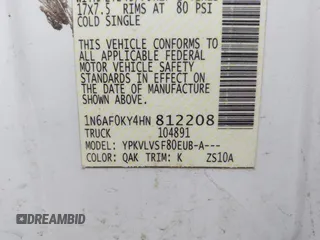 17X7.5 RIMS AT 80 PSI
COLD SINGLE
THIS VEHICLE CONFORMS TO
ALL APPLICABLE FEDERAL
MOTOR VEHICLE SAFETY
STANDARDS IN EFFECT ON THE
DATE OF MANUFACTURE
SHOWN ABOVE
1N6AF0KY4HN 812208
TRUCK 104891
MODEL: YPKVLVSF80EUB-A---
COLOR: QAK TRIM: K ZS10A
DREAMBID